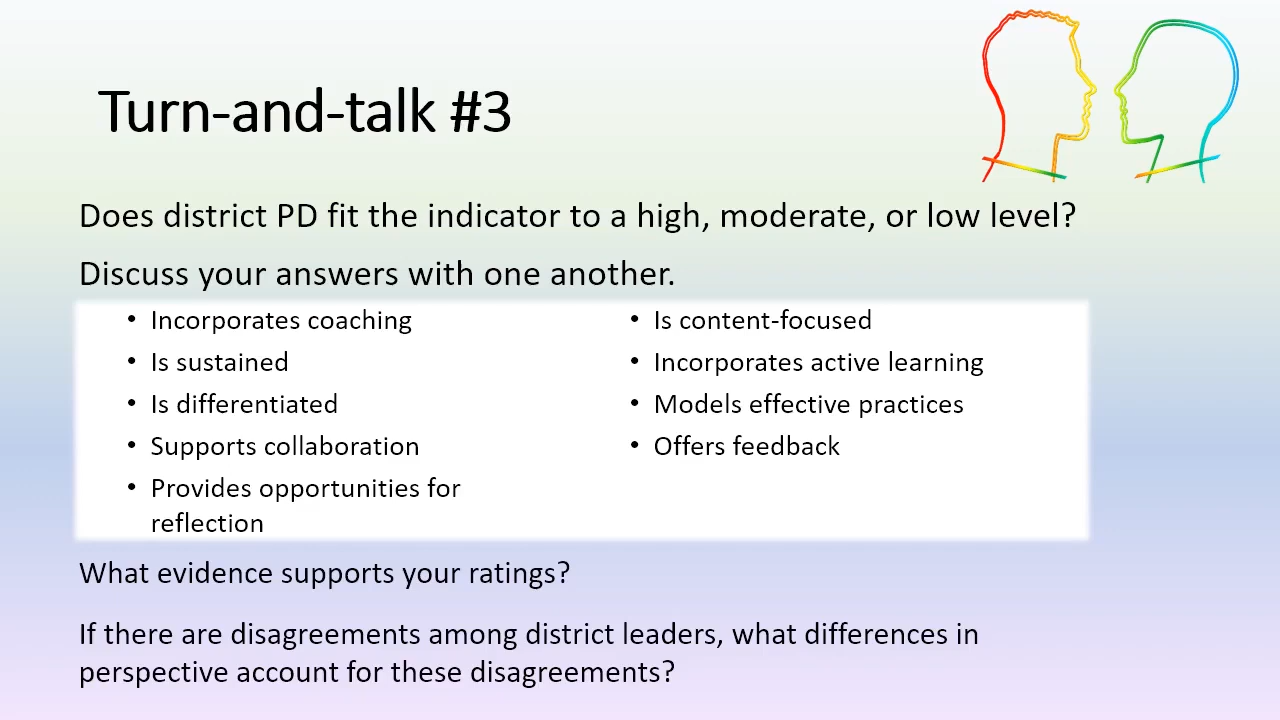 Turn-and-talk #3
Does district PD fit the indicator to a high, moderate, or low level?
Discuss your answers with one another.
• Incorporates coaching
• Is sustained
• Is differentiated
• Supports collaboration
• Provides opportunities for
reflection
• Is content-focused
• Incorporates active learning
• Models effective practices
• Offers feedback
What evidence supports your ratings?
If there are disagreements among district leaders, what differences in
perspective account for these disagreements?